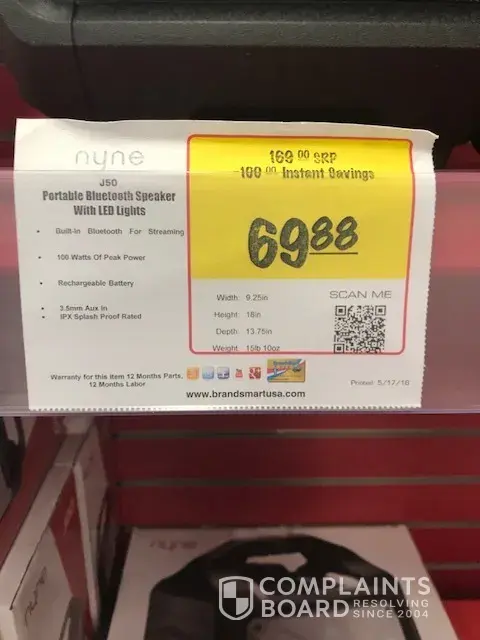 nyne
J50
Portable Bluetooth Speaker
With LED Lights
• Built-in Bluetooth For Streaming
• 100 Watts Of Peak Power
• Rechargeable Battery
• 3.5mm Aux In
• IPX Splash Proof Rated
169.00 SRP
-100.00 Instant Savings
6988
Width: 9.25in
Height: 18in
Depth: 13.75in
Weight: 15lb 10oz
SCAN ME
Warranty for this item 12 Months Parts,
12 Months Labor
Printed: 5/17/16
www.brandsmartusa.com
nyne
nyne
COMPLAINTS
BOARD RESOLVING
SINCE 2004